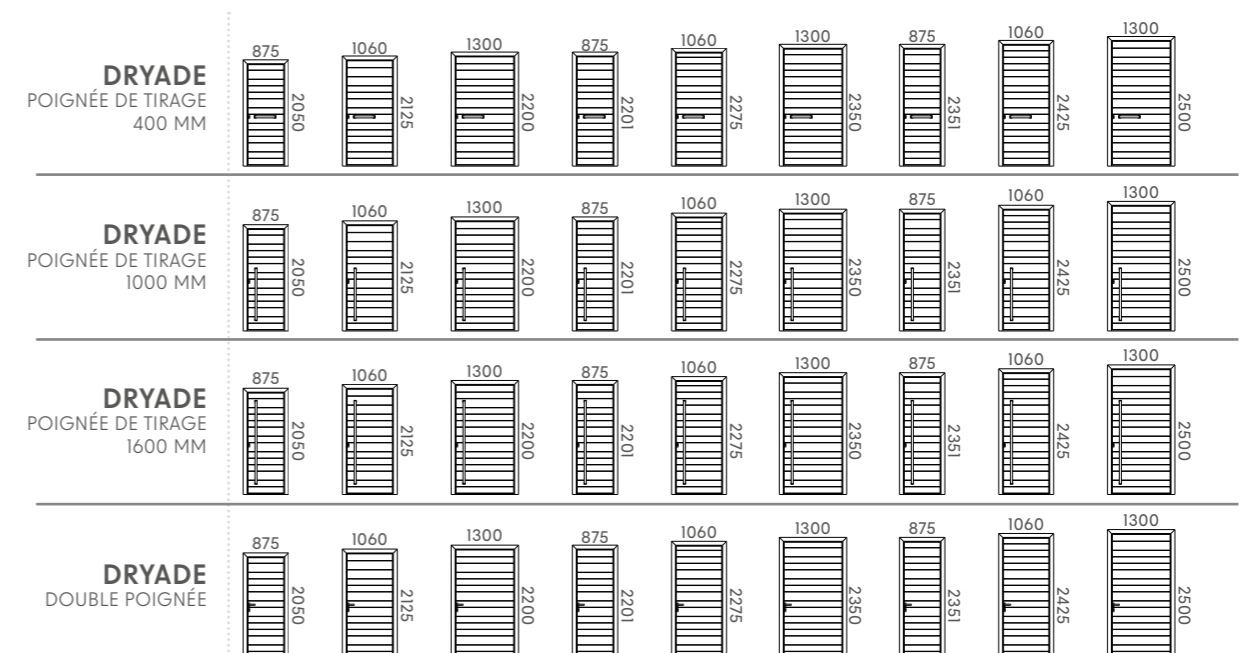 DRYADE
POIGNÉE DE TIRAGE
400 MM
875 1060 1300 875 1060 1300 875 1060 1300
2050 2125 2200 2201 2275 2350 2351 2425 2500
DRYADE
POIGNÉE DE TIRAGE
1000 MM
875 1060 1300 875 1060 1300 875 1060 1300
2050 2125 2200 2201 2275 2350 2351 2425 2500
DRYADE
POIGNÉE DE TIRAGE
1600 MM
875 1060 1300 875 1060 1300 875 1060 1300
2050 2125 2200 2201 2275 2350 2351 2425 2500
DRYADE
DOUBLE POIGNÉE
875 1060 1300 875 1060 1300 875 1060 1300
2050 2125 2200 2201 2275 2350 2351 2425 2500